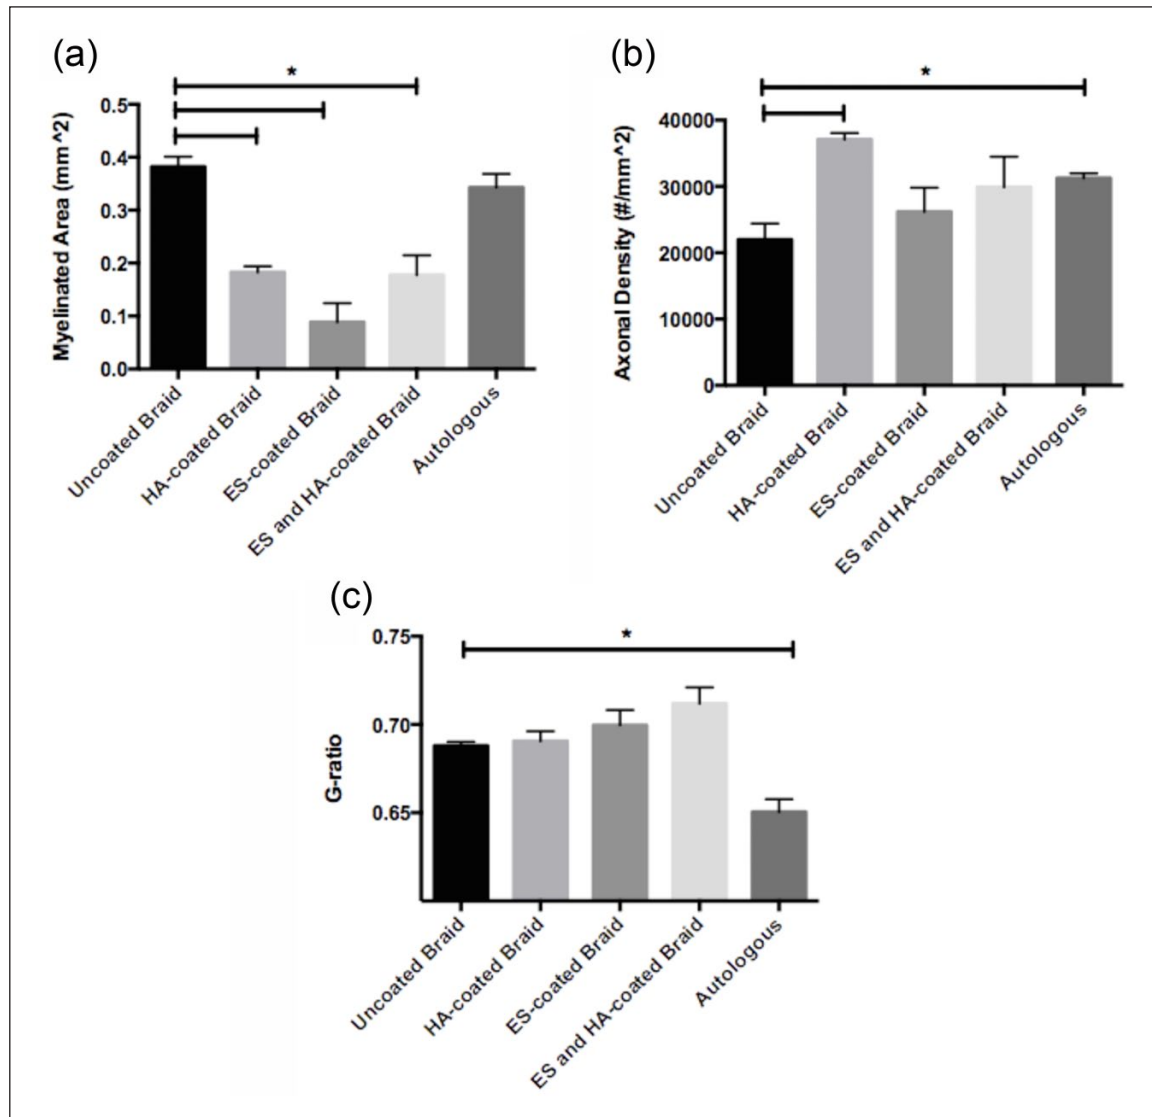 (a)
*
Myelinated Area (mm^2)
0.5
0.4
0.3
0.2
0.1
0.0
Uncoated Braid
HA-coated Braid
ES-coated Braid
ES and HA-coated Braid
Autologous
(b)
*
Axonal Density (#/mm^2)
40000
30000
20000
10000
0
Uncoated Braid
HA-coated Braid
ES-coated Braid
ES and HA-coated Braid
Autologous
(c)
*
G-ratio
0.75
0.70
0.65
Uncoated Braid
HA-coated Braid
ES-coated Braid
ES and HA-coated Braid
Autologous